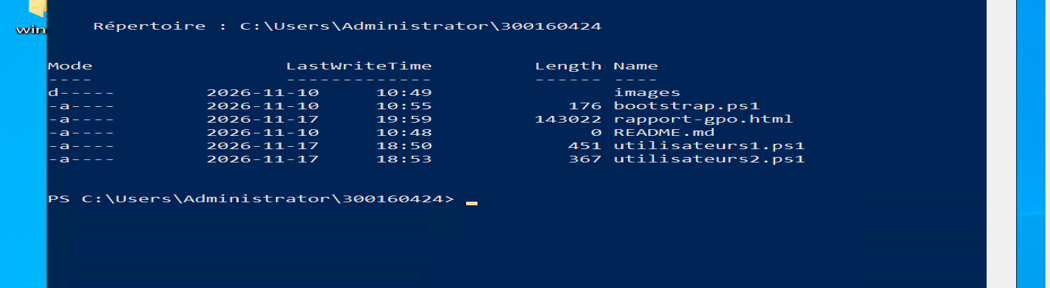 win
Répertoire : C:\Users\Administrator\300160424
Mode LastWriteTime Length Name
---- ------------- ------ ----
d----- 2026-11-10 10:49 images
-a---- 2026-11-10 10:55 176 bootstrap.ps1
-a---- 2026-11-17 19:59 143022 rapport-gpo.html
-a---- 2026-11-10 10:48 0 README.md
-a---- 2026-11-17 18:50 451 utilisateurs1.ps1
-a---- 2026-11-17 18:53 367 utilisateurs2.ps1
PS C:\Users\Administrator\300160424>